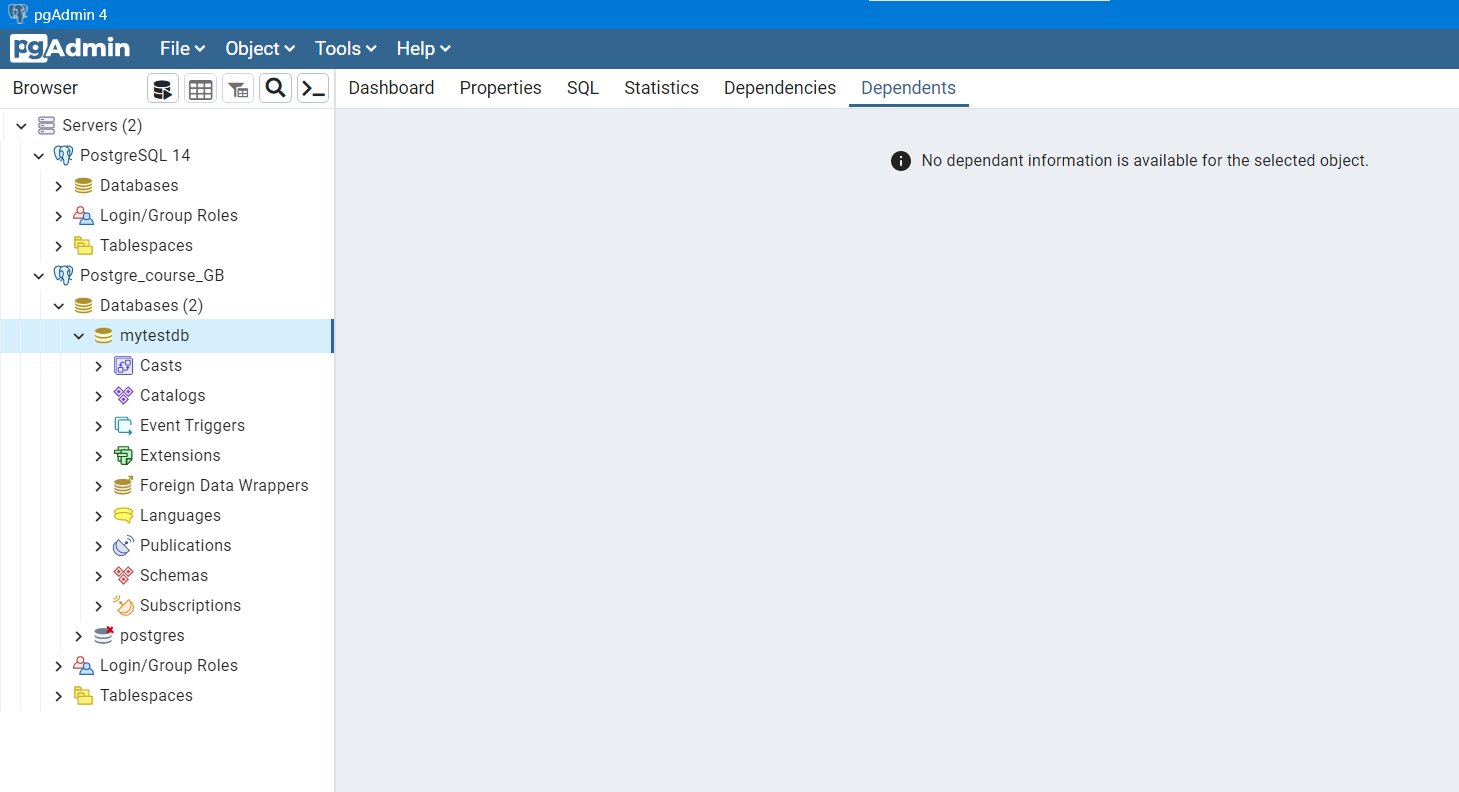 pgAdmin 4
pgAdmin File Object Tools Help
Browser Dashboard Properties SQL Statistics Dependencies Dependents
Servers (2)
No dependant information is available for the selected object.
PostgreSQL 14
Databases
Login/Group Roles
Tablespaces
Postgre_course_GB
Databases (2)
mytestdb
Casts
Catalogs
Event Triggers
Extensions
Foreign Data Wrappers
Languages
Publications
Schemas
Subscriptions
postgres
Login/Group Roles
Tablespaces